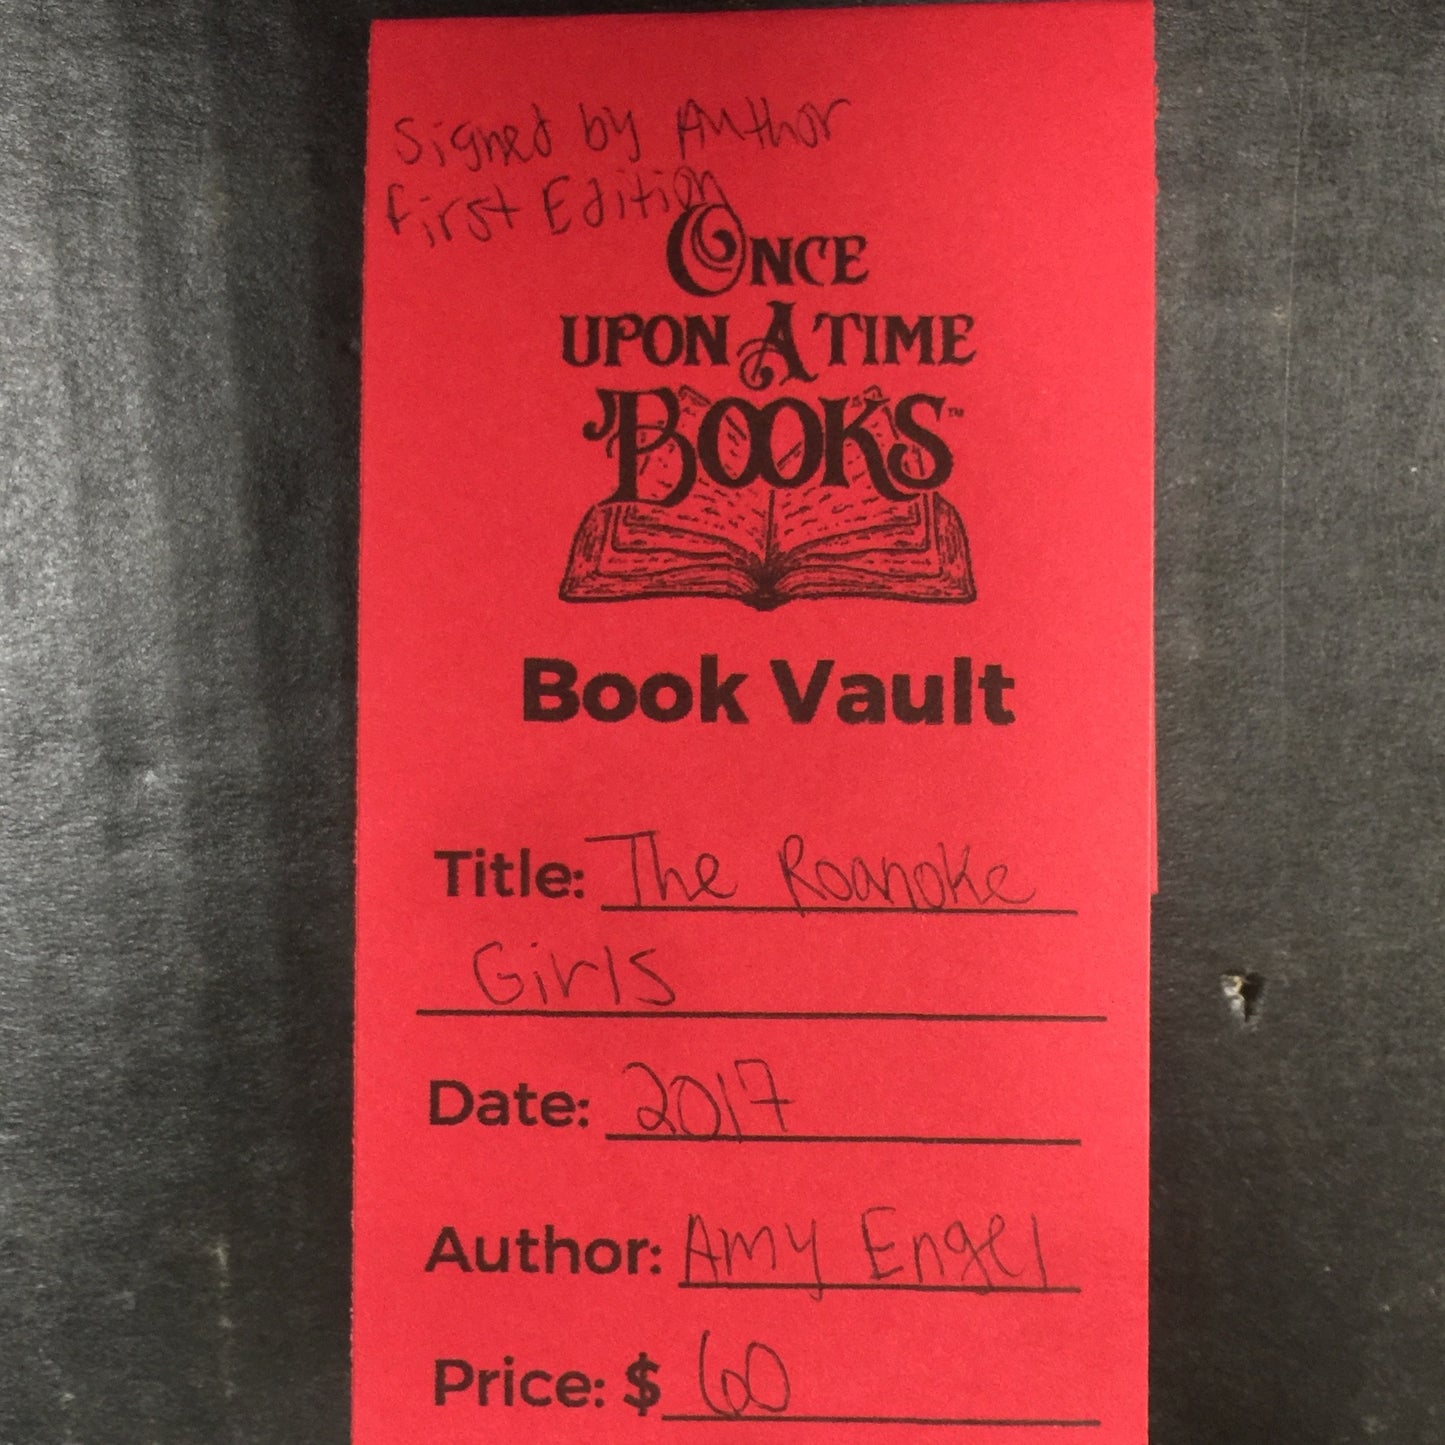 Signed by Author
First Edition
ONCE
UPON A TIME
BOOKS™
Book Vault
Title: The Roanoke
Girls
Date: 2017
Author: Amy Engel
Price: $ 60